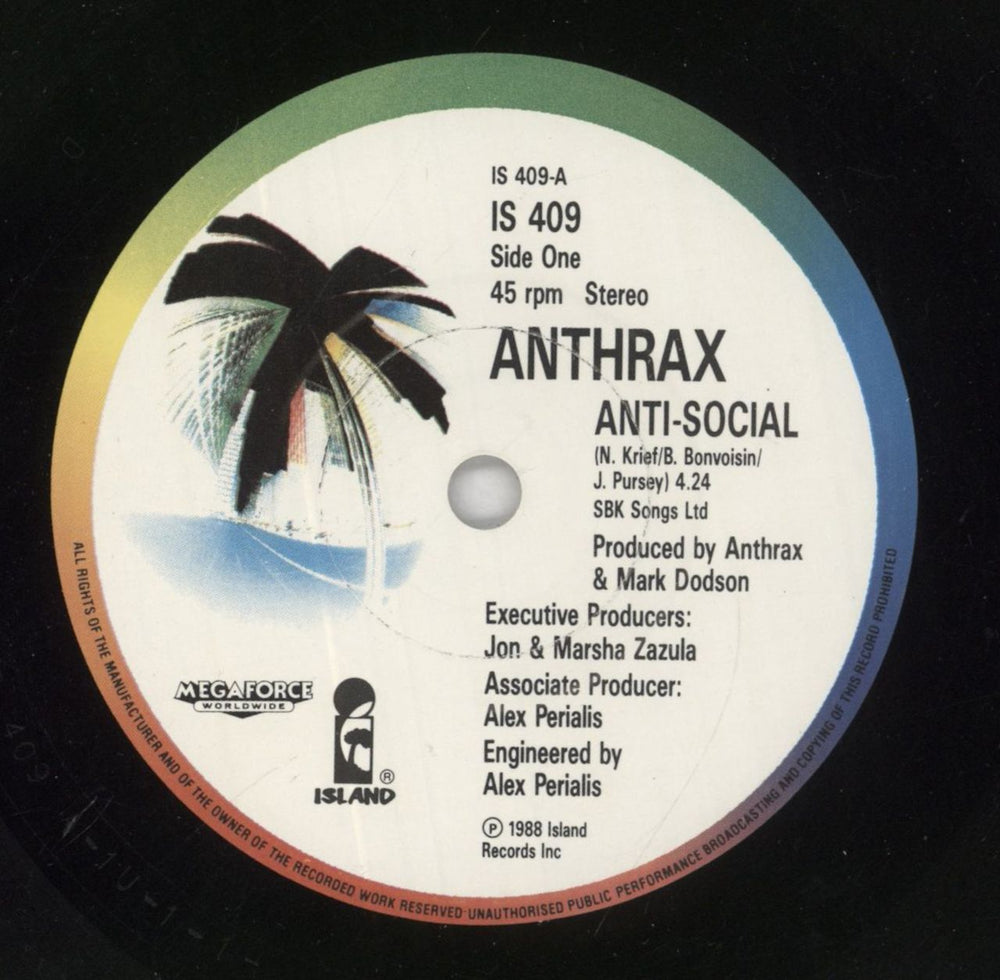 IS 409-A
IS 409
Side One
45 rpm Stereo
ANTHRAX
ANTI-SOCIAL
(N. Krief/B. Bonvoisin/
J. Pursey) 4.24
SBK Songs Ltd
Produced by Anthrax
& Mark Dodson
Executive Producers:
Jon & Marsha Zazula
Associate Producer:
Alex Perialis
Engineered by
Alex Perialis
℗ 1988 Island
Records Inc
MEGAFORCE
WORLDWIDE
ISLAND ®
ALL RIGHTS OF THE MANUFACTURER AND OF THE OWNER OF THE RECORDED WORK RESERVED·UNAUTHORISED PUBLIC PERFORMANCE BROADCASTING AND COPYING OF THIS RECORD PROHIBITED